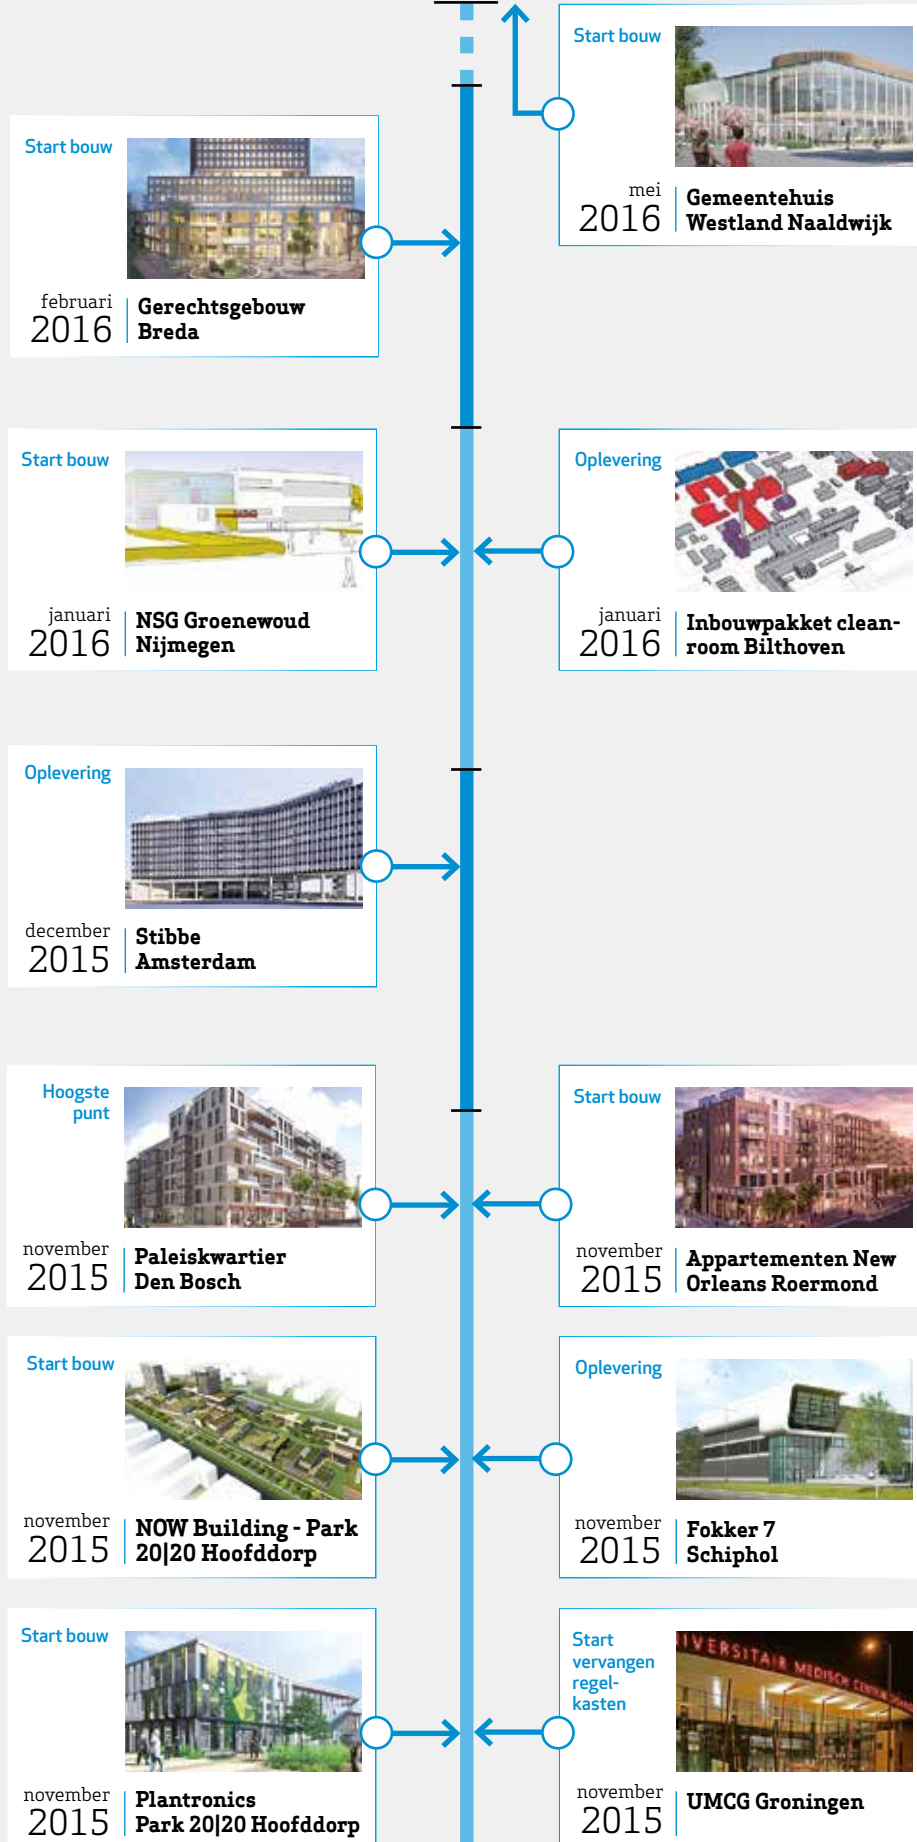 Start bouw
mei
2016
Gemeentehuis
Westland Naaldwijk
Start bouw
februari
2016
Gerechtsgebouw
Breda
Start bouw
januari
2016
NSG Groenewoud
Nijmegen
Oplevering
januari
2016
Inbouwpakket clean-
room Bilthoven
Oplevering
december
2015
Stibbe
Amsterdam
Hoogste
punt
november
2015
Paleiskwartier
Den Bosch
Start bouw
november
2015
Appartementen New
Orleans Roermond
Start bouw
november
2015
NOW Building - Park
20|20 Hoofddorp
Oplevering
november
2015
Fokker 7
Schiphol
Start bouw
november
2015
Plantronics
Park 20|20 Hoofddorp
Start
vervangen
regel-
kasten
UNIVERSITAIR MEDISCH CENTRUM
november
2015
UMCG Groningen